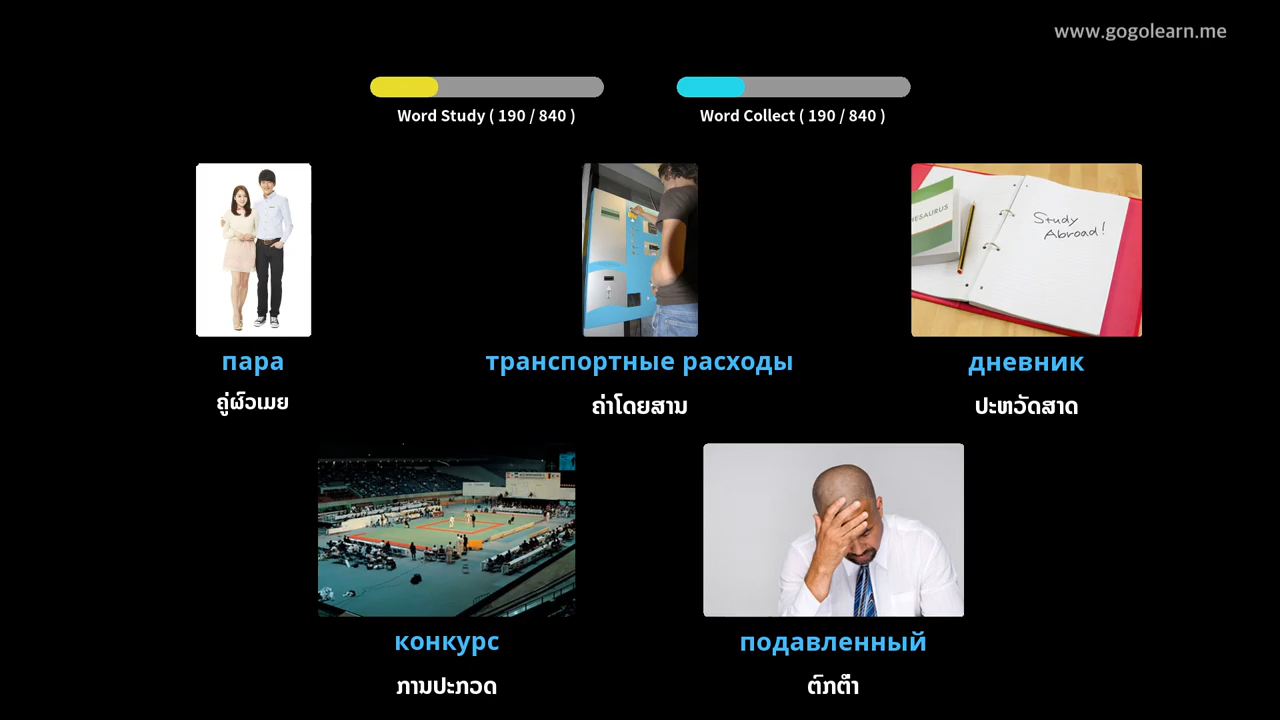 www.gogolearn.me
Word Study ( 190 / 840 )
Word Collect ( 190 / 840 )
THESAURUS
Study
Abroad!
пара
транспортные расходы
дневник
ຄູ່ຜົວເມຍ
ຄ່າໂດຍສານ
ປະຫວັດສາດ
конкурс
подавленный
ການປະກວດ
ຕົກຕ່ຳ